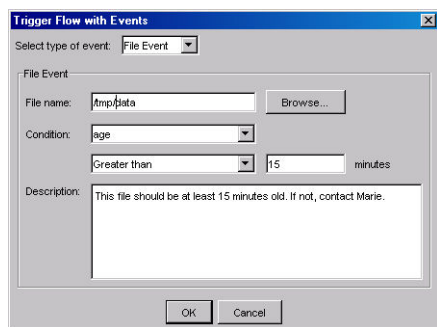 Trigger Flow with Events
Select type of event: File Event
File Event
File name: /tmp/data Browse...
Condition: age
Greater than 15 minutes
Description: This file should be at least 15 minutes old. If not, contact Marie.
OK Cancel